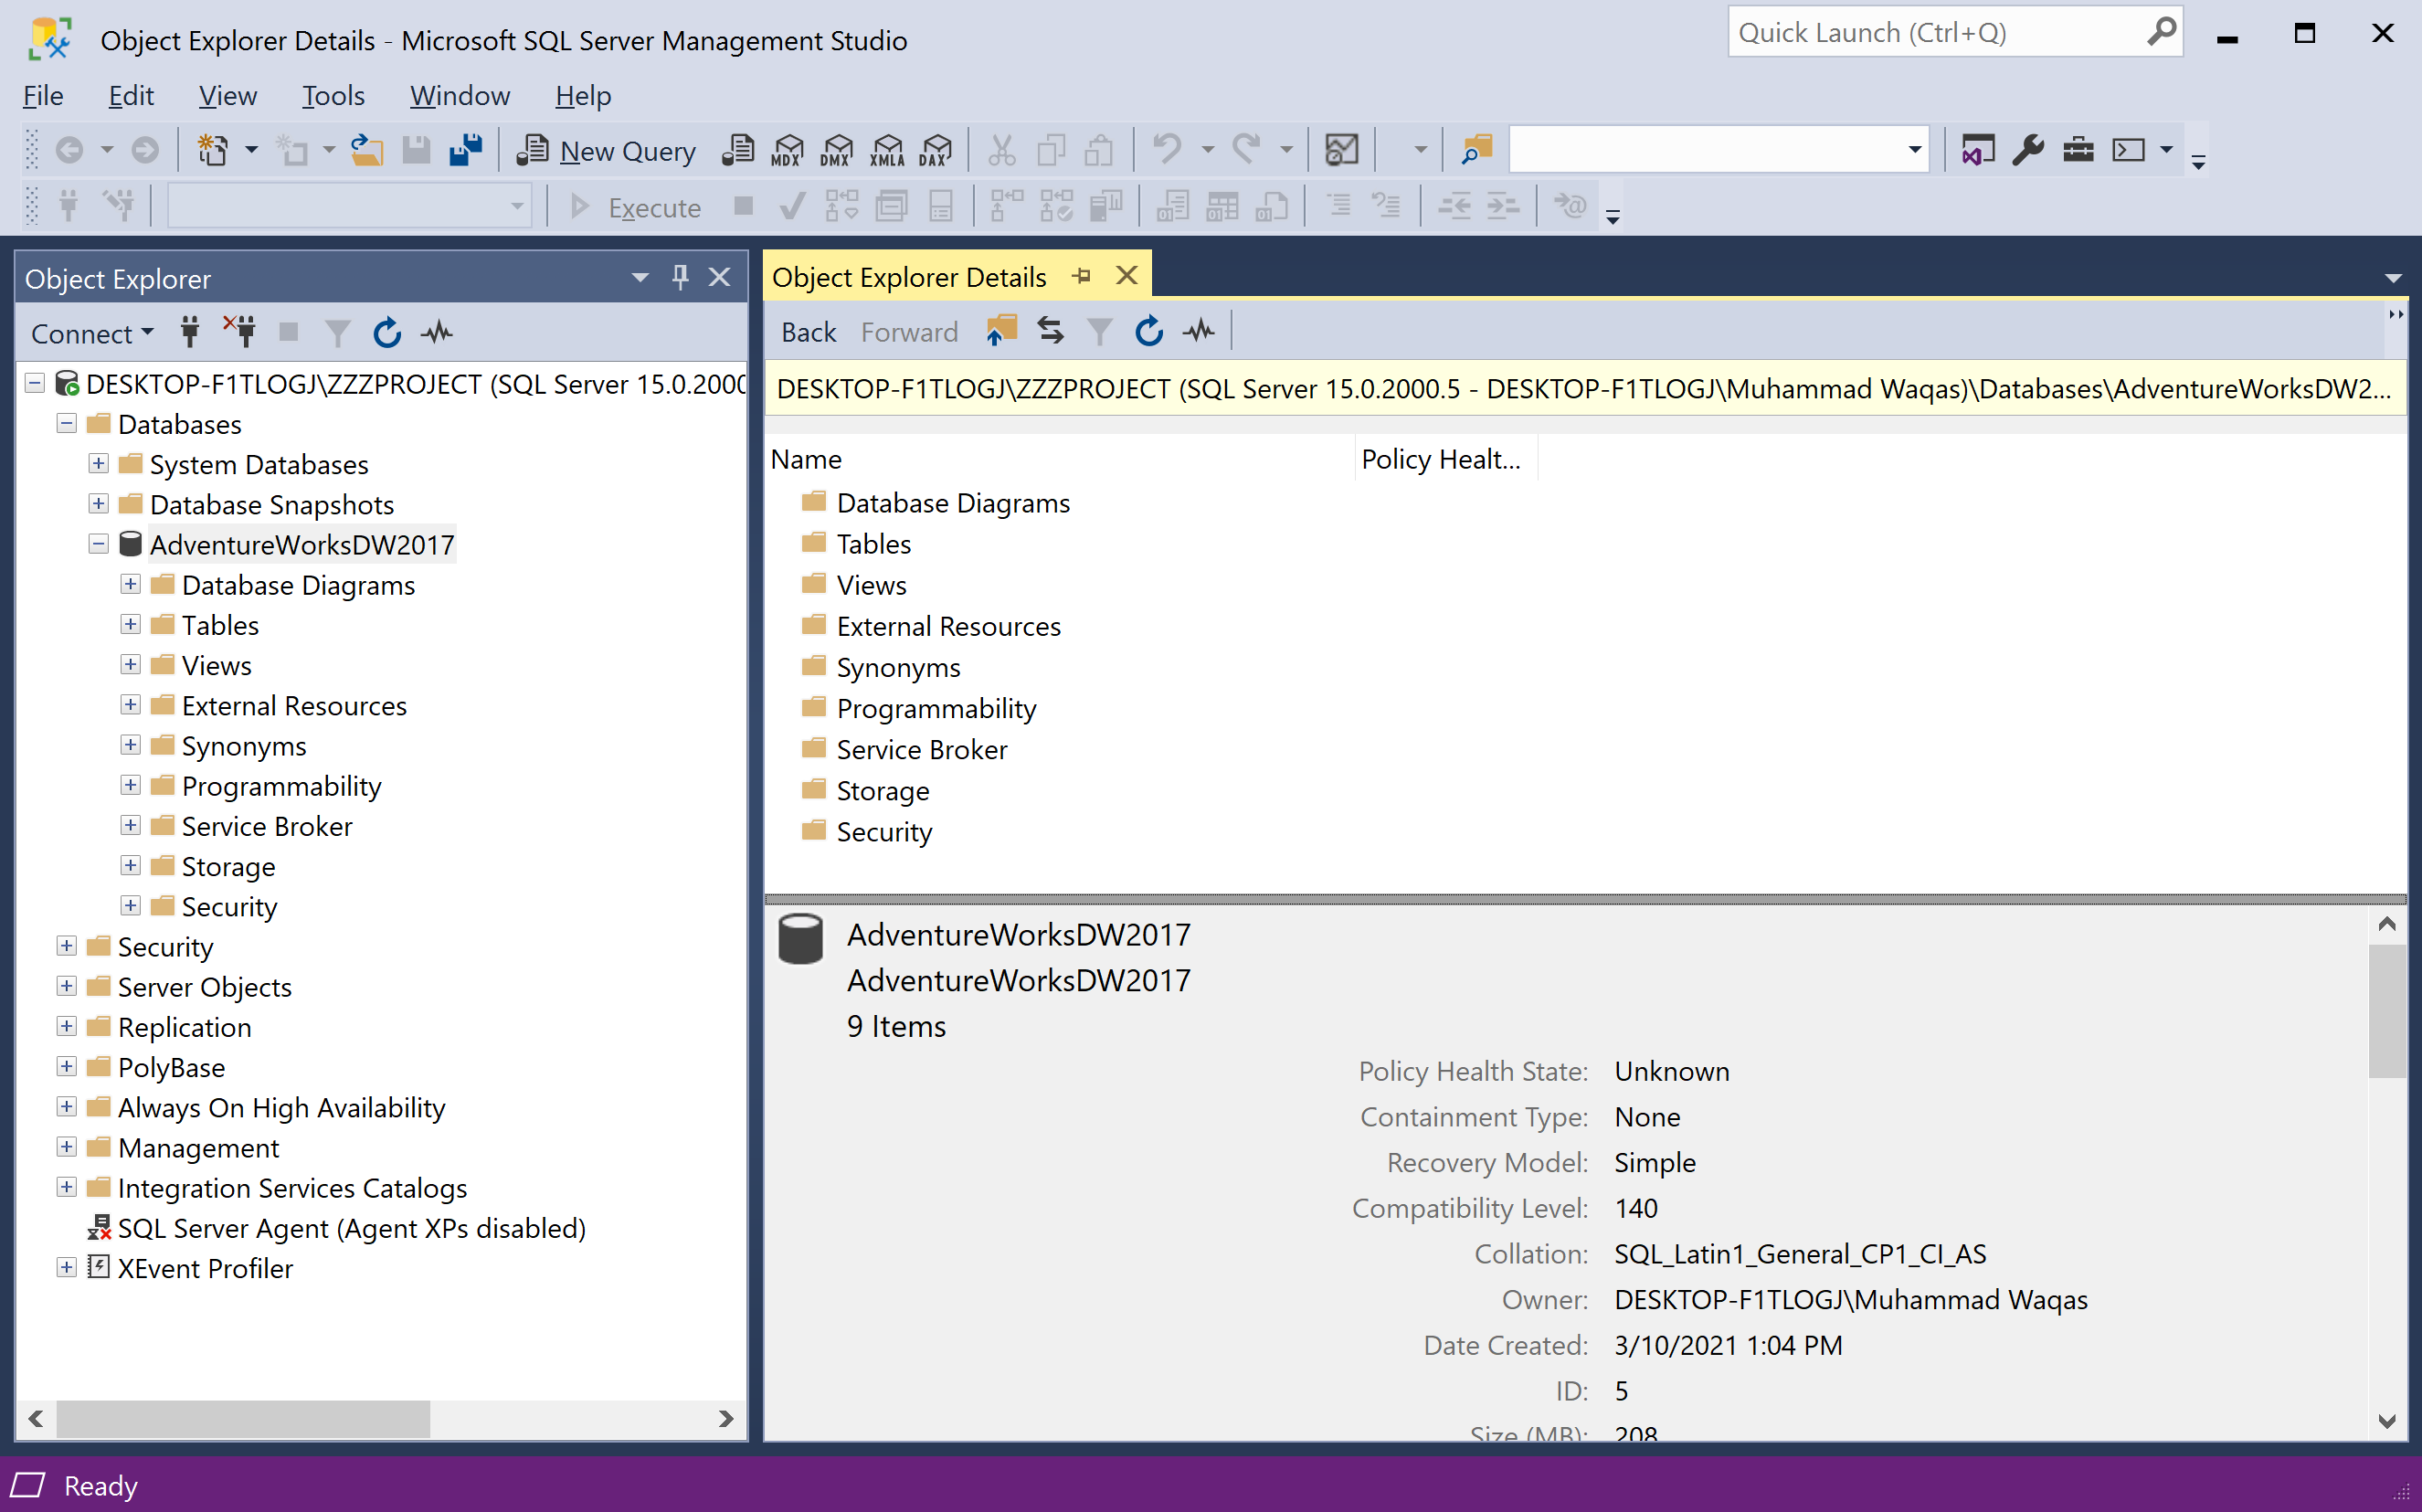 Object Explorer Details - Microsoft SQL Server Management Studio
Quick Launch (Ctrl+Q)
File Edit View Tools Window Help
New Query MDX DMX XMLA DAX
Execute
Object Explorer
Connect
DESKTOP-F1TLOGJ\ZZZPROJECT (SQL Server 15.0.2000
Databases
System Databases
Database Snapshots
AdventureWorksDW2017
Database Diagrams
Tables
Views
External Resources
Synonyms
Programmability
Service Broker
Storage
Security
Security
Server Objects
Replication
PolyBase
Always On High Availability
Management
Integration Services Catalogs
SQL Server Agent (Agent XPs disabled)
XEvent Profiler
Object Explorer Details
Back Forward
DESKTOP-F1TLOGJ\ZZZPROJECT (SQL Server 15.0.2000.5 - DESKTOP-F1TLOGJ\Muhammad Waqas)\Databases\AdventureWorksDW2...
Name Policy Healt...
Database Diagrams
Tables
Views
External Resources
Synonyms
Programmability
Service Broker
Storage
Security
AdventureWorksDW2017
AdventureWorksDW2017
9 Items
Policy Health State: Unknown
Containment Type: None
Recovery Model: Simple
Compatibility Level: 140
Collation: SQL_Latin1_General_CP1_CI_AS
Owner: DESKTOP-F1TLOGJ\Muhammad Waqas
Date Created: 3/10/2021 1:04 PM
ID: 5
Size (MB): 208
Ready